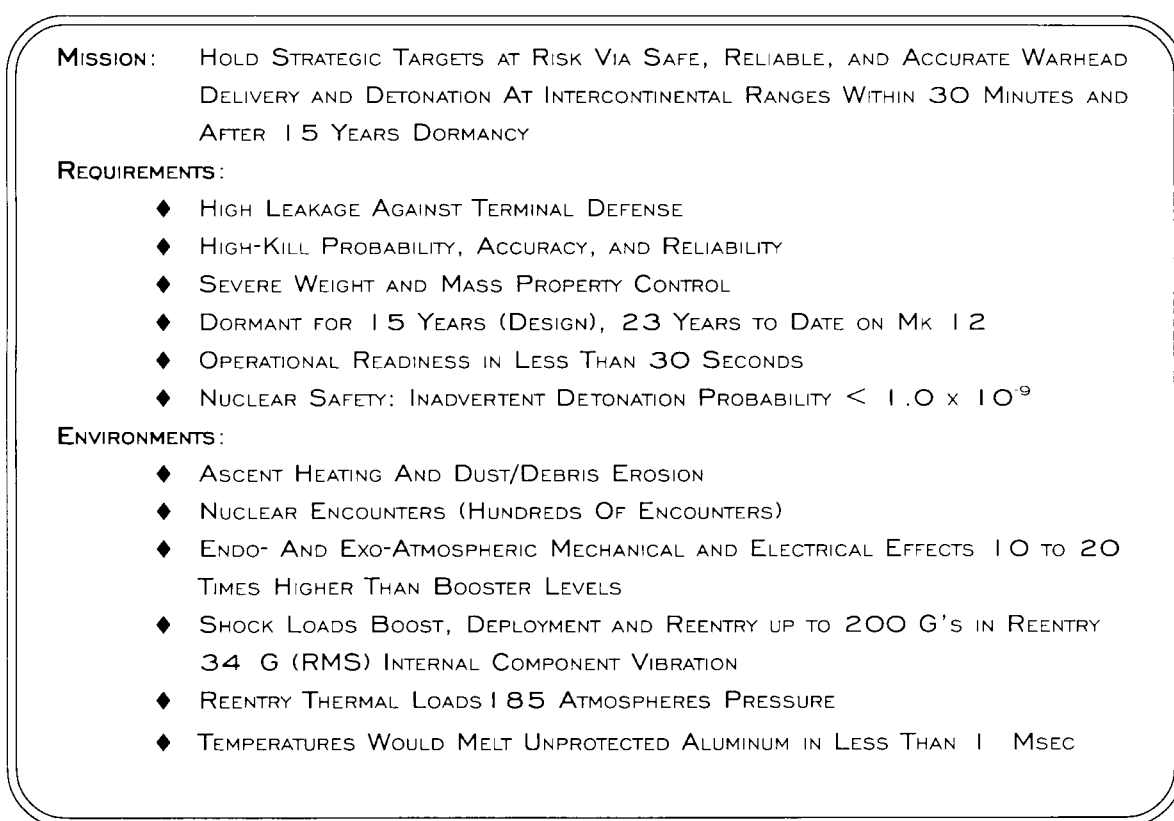 MISSION: HOLD STRATEGIC TARGETS AT RISK VIA SAFE, RELIABLE, AND ACCURATE WARHEAD
DELIVERY AND DETONATION AT INTERCONTINENTAL RANGES WITHIN 30 MINUTES AND
AFTER 15 YEARS DORMANCY
REQUIREMENTS:
♦ HIGH LEAKAGE AGAINST TERMINAL DEFENSE
♦ HIGH-KILL PROBABILITY, ACCURACY, AND RELIABILITY
♦ SEVERE WEIGHT AND MASS PROPERTY CONTROL
♦ DORMANT FOR 15 YEARS (DESIGN), 23 YEARS TO DATE ON MK 12
♦ OPERATIONAL READINESS IN LESS THAN 30 SECONDS
♦ NUCLEAR SAFETY: INADVERTENT DETONATION PROBABILITY < 1.0 x 10⁻⁹
ENVIRONMENTS:
♦ ASCENT HEATING AND DUST/DEBRIS EROSION
♦ NUCLEAR ENCOUNTERS (HUNDREDS OF ENCOUNTERS)
♦ ENDO- AND EXO-ATMOSPHERIC MECHANICAL AND ELECTRICAL EFFECTS 10 TO 20
TIMES HIGHER THAN BOOSTER LEVELS
♦ SHOCK LOADS BOOST, DEPLOYMENT AND REENTRY UP TO 200 G'S IN REENTRY
34 G (RMS) INTERNAL COMPONENT VIBRATION
♦ REENTRY THERMAL LOADS 185 ATMOSPHERES PRESSURE
♦ TEMPERATURES WOULD MELT UNPROTECTED ALUMINUM IN LESS THAN 1 MSEC